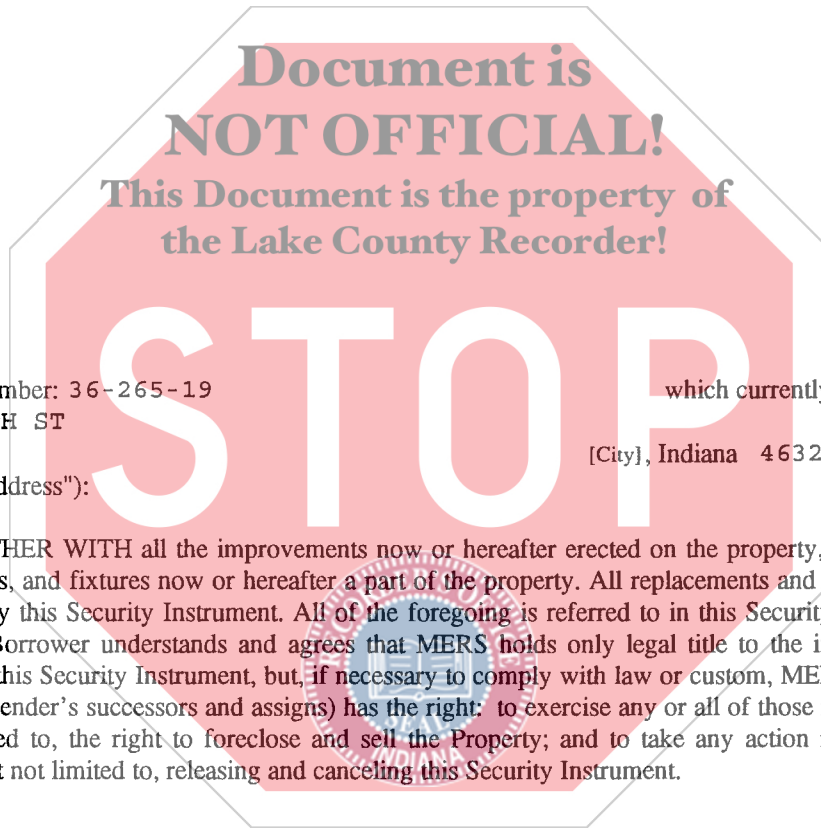 Document is
NOT OFFICIAL!
This Document is the property of
the Lake County Recorder!
STOP
mber: 36-265-19 which currently
H ST
[City], Indiana 4632
ddress"):
HER WITH all the improvements now or hereafter erected on the property,
s, and fixtures now or hereafter a part of the property. All replacements and
y this Security Instrument. All of the foregoing is referred to in this Security
Borrower understands and agrees that MERS holds only legal title to the i
this Security Instrument, but, if necessary to comply with law or custom, MER
ender's successors and assigns) has the right: to exercise any or all of those
ed to, the right to foreclose and sell the Property; and to take any action
t not limited to, releasing and canceling this Security Instrument.
SEAL
INDIANA